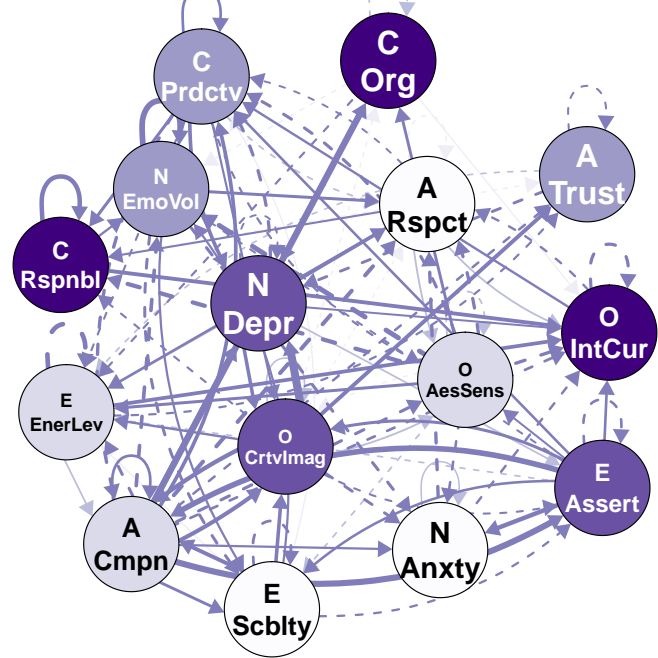 C
Org
C
Prdctv
A
Trust
N
EmoVol
A
Rspct
C
Rspnbl
N
Depr
O
IntCur
O
AesSens
E
EnerLev
O
CrtvImag
E
Assert
A
Cmpn
N
Anxty
E
Scblty